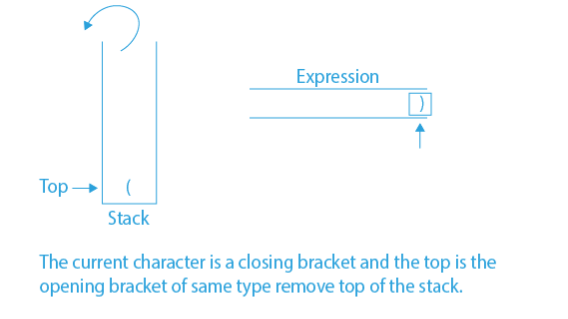 Expression
)
Top
(
Stack
The current character is a closing bracket and the top is the
opening bracket of same type remove top of the stack.